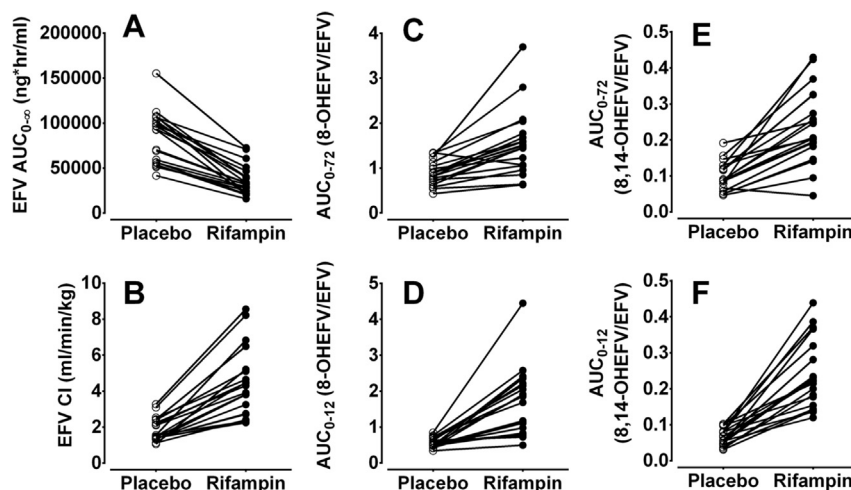 A
EFV AUC0-∞ (ng*hr/ml)
200000
150000
100000
50000
0
Placebo Rifampin
C
AUC0-72 (8-OHEFV/EFV)
4
3
2
1
0
Placebo Rifampin
E
AUC0-72
(8,14-OHEFV/EFV)
0.5
0.4
0.3
0.2
0.1
0.0
Placebo Rifampin
B
EFV Cl (ml/min/kg)
10
8
6
4
2
0
Placebo Rifampin
D
AUC0-12 (8-OHEFV/EFV)
5
4
3
2
1
0
Placebo Rifampin
F
AUC0-12
(8,14-OHEFV/EFV)
0.5
0.4
0.3
0.2
0.1
0.0
Placebo Rifampin